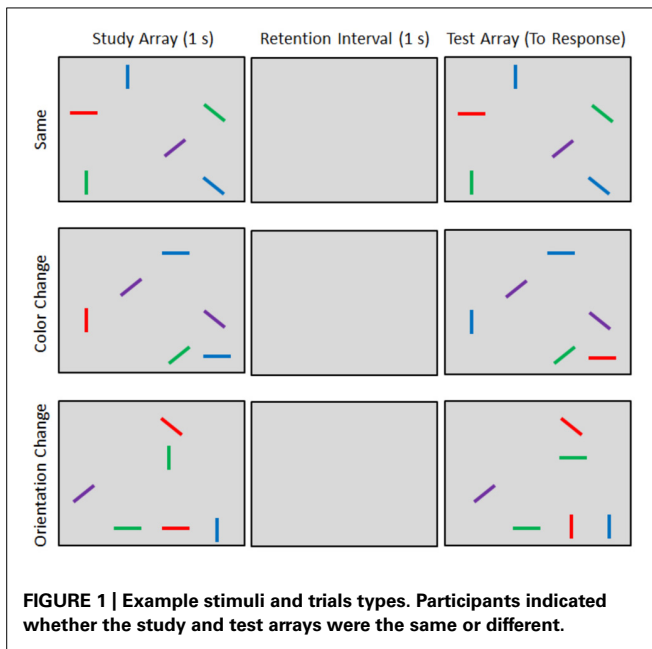 Study Array (1 s) Retention Interval (1 s) Test Array (To Response)
Same
Color Change
Orientation Change
FIGURE 1 | Example stimuli and trials types. Participants indicated
whether the study and test arrays were the same or different.